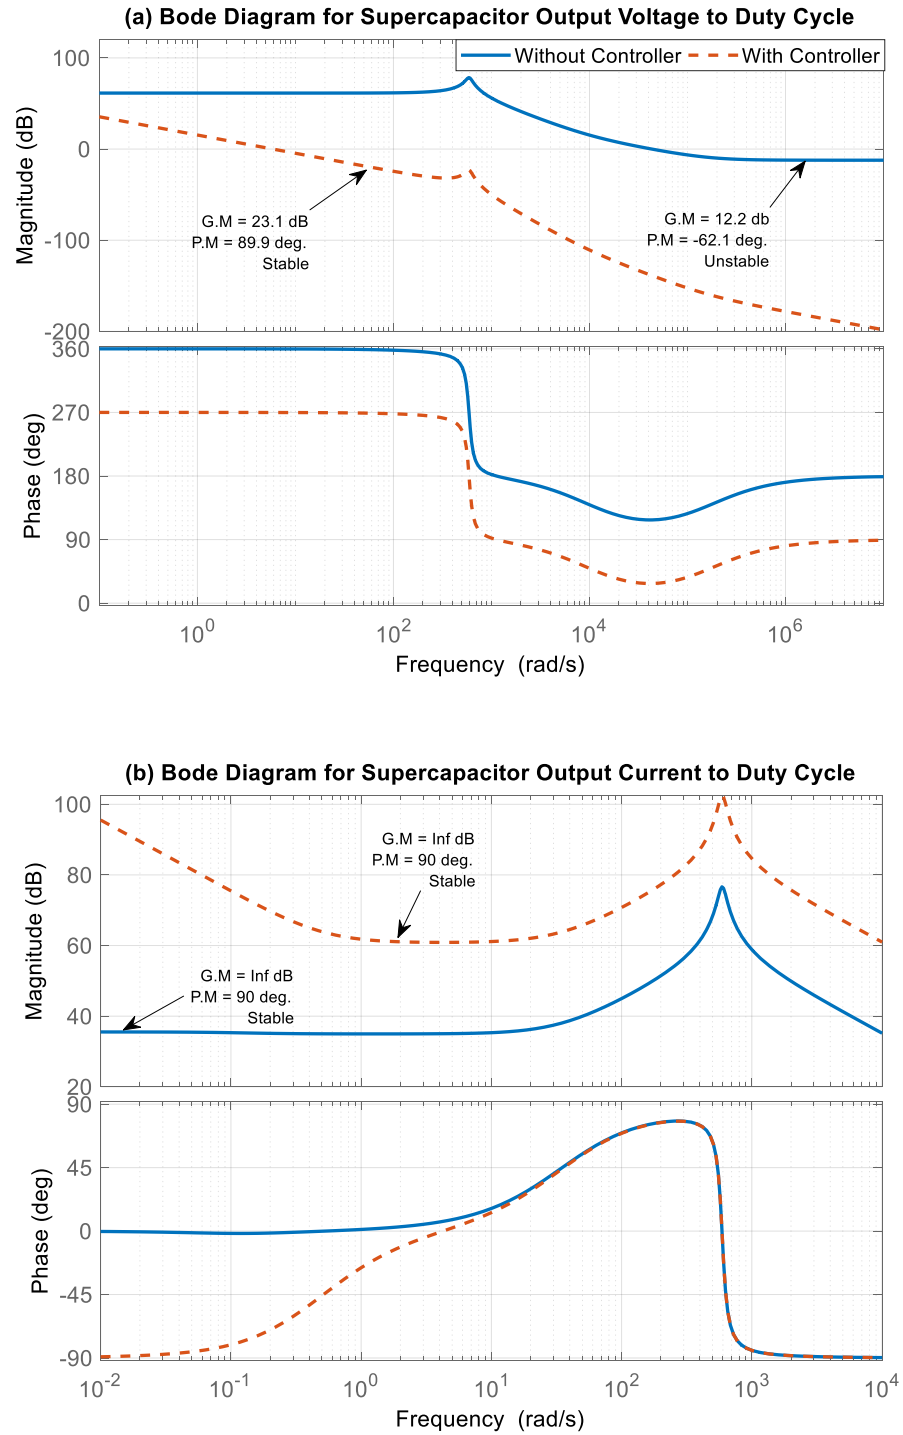 (a) Bode Diagram for Supercapacitor Output Voltage to Duty Cycle
Without Controller
With Controller
Magnitude (dB)
100
0
-100
-200
G.M = 23.1 dB
P.M = 89.9 deg.
Stable
G.M = 12.2 db
P.M = -62.1 deg.
Unstable
Phase (deg)
360
270
180
90
0
10^0
10^2
10^4
10^6
Frequency (rad/s)
(b) Bode Diagram for Supercapacitor Output Current to Duty Cycle
Magnitude (dB)
100
80
60
40
20
G.M = Inf dB
P.M = 90 deg.
Stable
G.M = Inf dB
P.M = 90 deg.
Stable
Phase (deg)
90
45
0
-45
-90
10^-2
10^-1
10^0
10^1
10^2
10^3
10^4
Frequency (rad/s)